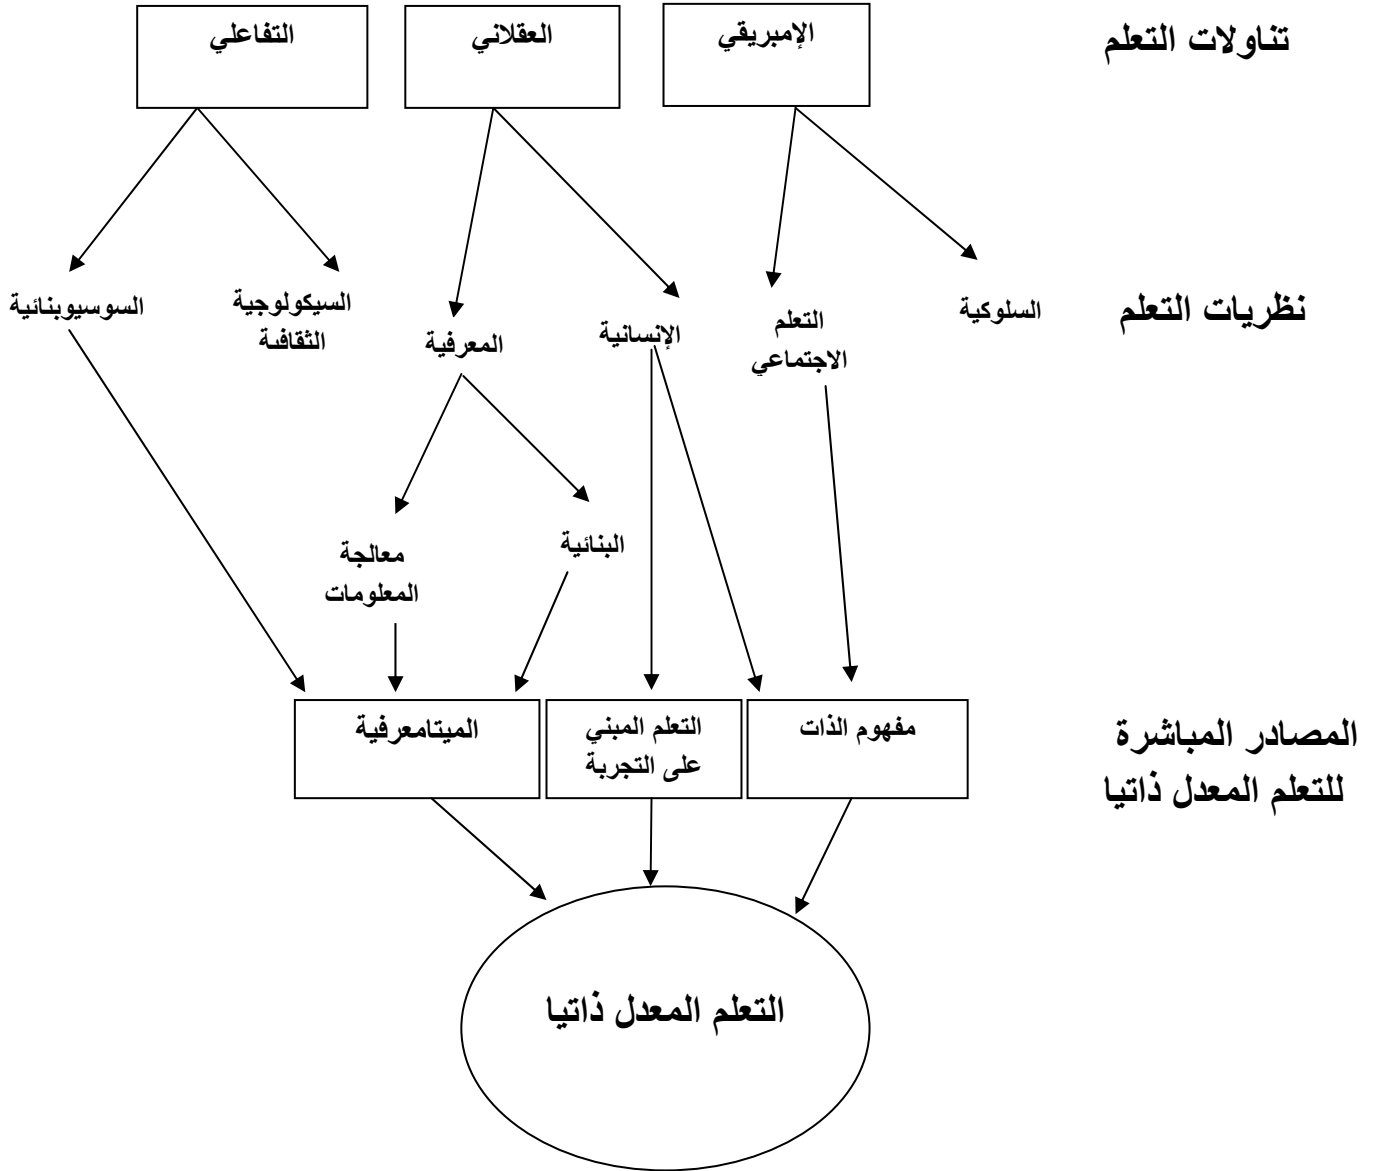 تناولات التعلم
الإمبريقي
العقلاني
التفاعلي
نظريات التعلم
السلوكية
التعلم
الاجتماعي
الإنسانية
المعرفية
السيكولوجية
الثقافية
السوسيوبنائية
البنائية
معالجة
المعلومات
المصادر المباشرة
للتعلم المعدل ذاتيا
مفهوم الذات
التعلم المبني
على التجربة
الميتامعرفية
التعلم المعدل ذاتيا